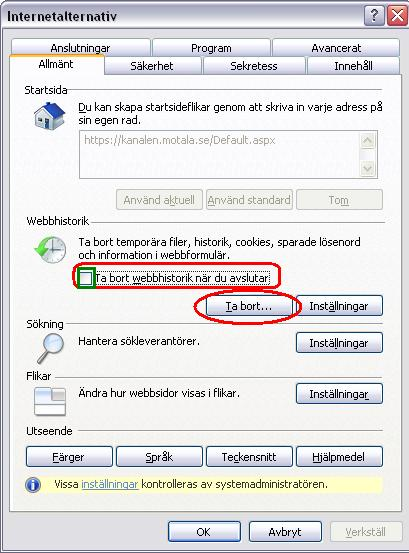 Internetalternativ
Anslutningar Program Avancerat
Allmänt Säkerhet Sekretess Innehåll
Startsida
Du kan skapa startsideflikar genom att skriva in varje adress på
sin egen rad.
https://kanalen.motala.se/Default.aspx
Använd aktuell Använd standard Tom
Webbhistorik
Ta bort temporära filer, historik, cookies, sparade lösenord
och information i webbformulär.
Ta bort webbhistorik när du avslutar
Ta bort... Inställningar
Sökning
Hantera sökleverantörer. Inställningar
Flikar
Ändra hur webbsidor visas i flikar. Inställningar
Utseende
Färger Språk Teckensnitt Hjälpmedel
Vissa inställningar kontrolleras av systemadministratören.
OK Avbryt Verkställ